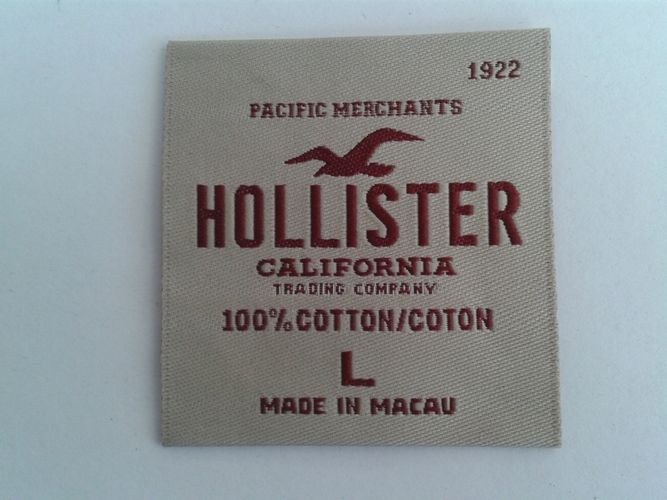 1922
PACIFIC MERCHANTS
HOLLISTER
CALIFORNIA
TRADING COMPANY
100% COTTON/COTON
L
MADE IN MACAU